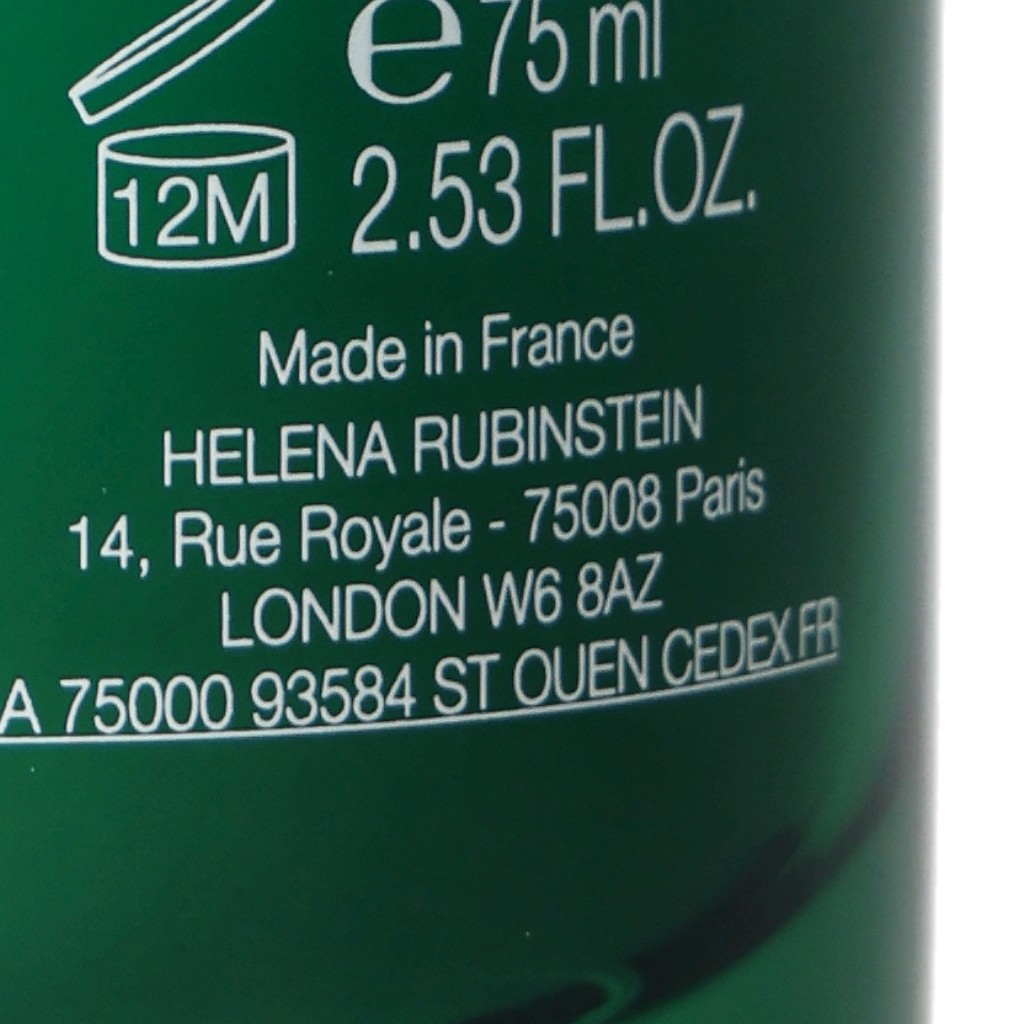 ℮ 75 ml
12M 2.53 FL.OZ.
Made in France
HELENA RUBINSTEIN
14, Rue Royale - 75008 Paris
LONDON W6 8AZ
A 75000 93584 ST OUEN CEDEX FR